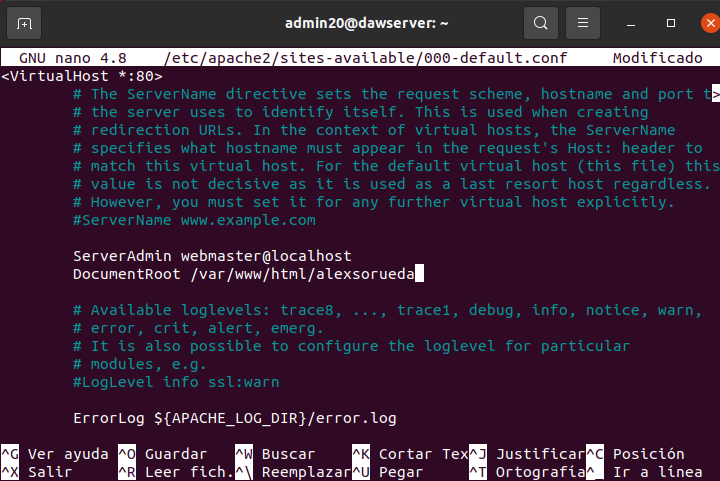 admin20@dawserver: ~
GNU nano 4.8 /etc/apache2/sites-available/000-default.conf Modificado
<VirtualHost *:80>
# The ServerName directive sets the request scheme, hostname and port t>
# the server uses to identify itself. This is used when creating
# redirection URLs. In the context of virtual hosts, the ServerName
# specifies what hostname must appear in the request's Host: header to
# match this virtual host. For the default virtual host (this file) this
# value is not decisive as it is used as a last resort host regardless.
# However, you must set it for any further virtual host explicitly.
#ServerName www.example.com
ServerAdmin webmaster@localhost
DocumentRoot /var/www/html/alexsorueda
# Available loglevels: trace8, ..., trace1, debug, info, notice, warn,
# error, crit, alert, emerg.
# It is also possible to configure the loglevel for particular
# modules, e.g.
#LogLevel info ssl:warn
ErrorLog ${APACHE_LOG_DIR}/error.log
^G Ver ayuda ^O Guardar ^W Buscar ^K Cortar Tex^J Justificar^C Posición
^X Salir ^R Leer fich.^\ Reemplazar^U Pegar ^T Ortografía^_ Ir a línea